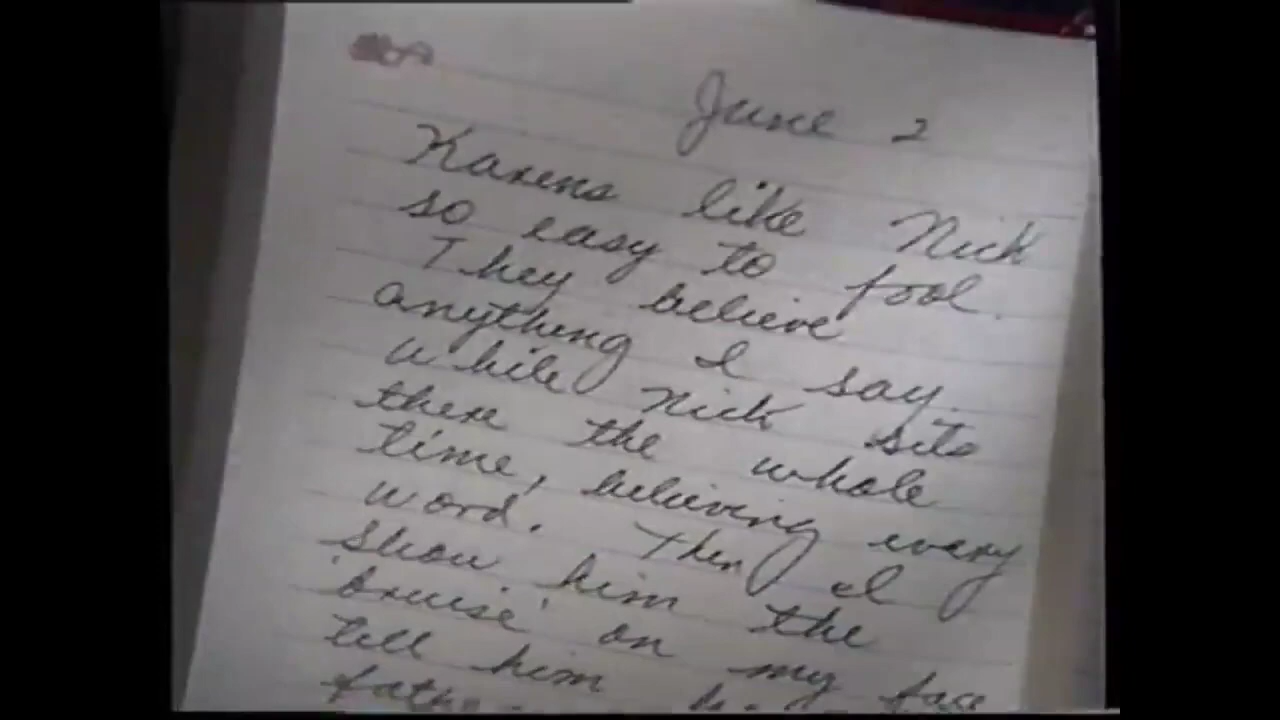 June 2
Karens like Nick
so easy to fool.
They believe
anything I say
while Nick sits
there the whole
time, believing every
word. Then I
show him the
'bruise' on my face
tell him